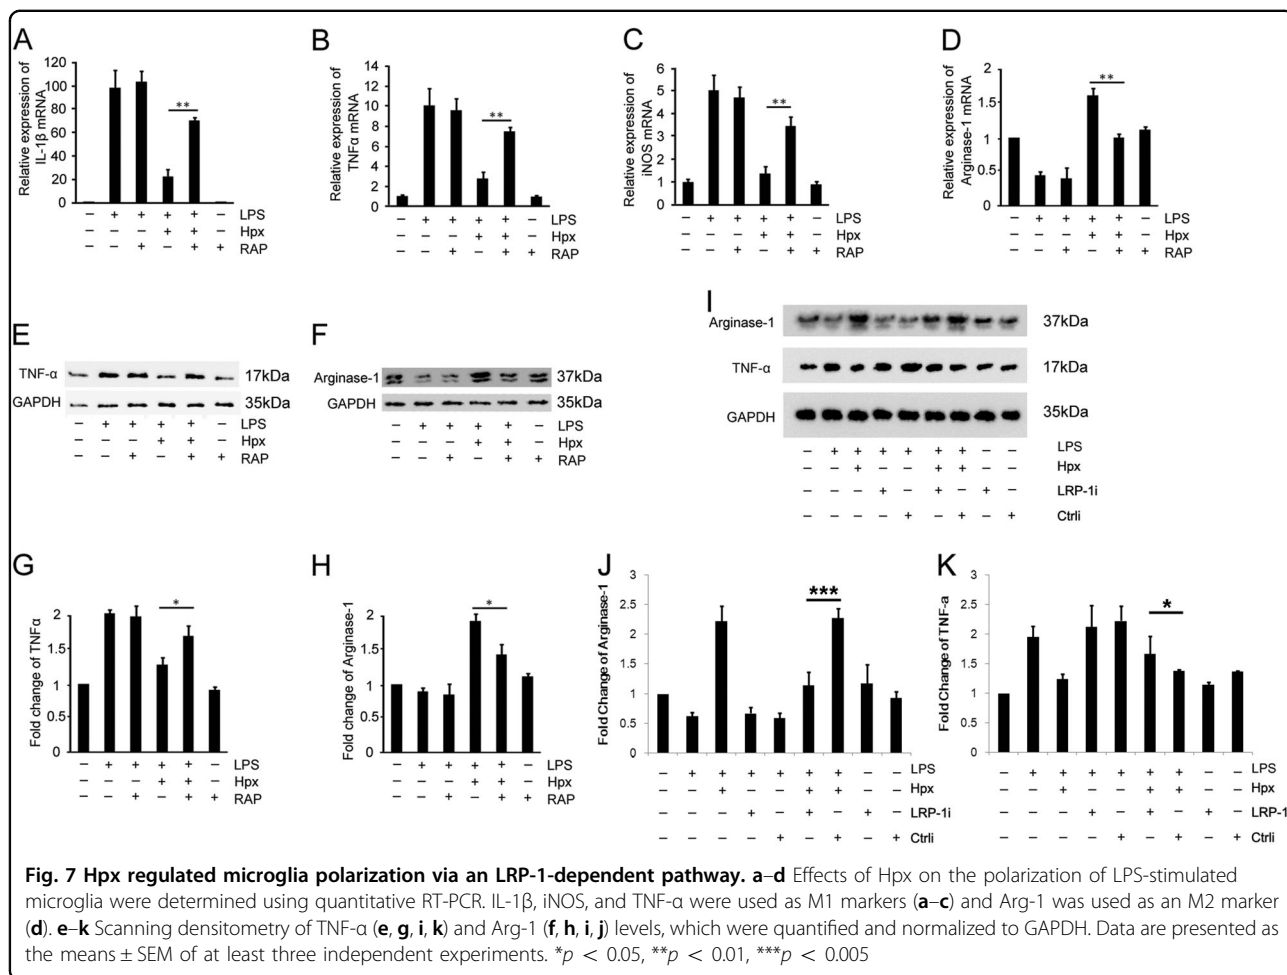 A
Relative expression of
IL-1β mRNA
120
100
80
60
40
20
0
**
– + + + + – LPS
– – – + + – Hpx
– – + – + + RAP
B
Relative expression of
TNFα mRNA
14
12
10
8
6
4
2
0
**
– + + + + – LPS
– – – + + – Hpx
– – + – + + RAP
C
Relative expression of
iNOS mRNA
6
5
4
3
2
1
0
**
– + + + + – LPS
– – – + + – Hpx
– – + – + + RAP
D
Relative expression of
Arginase-1 mRNA
2
1.5
1
0.5
0
**
– + + + + – LPS
– – – + + – Hpx
– – + – + + RAP
E
TNF-α 17kDa
GAPDH 35kDa
– + + + + – LPS
– – – + + – Hpx
– – + – + + RAP
F
Arginase-1 37kDa
GAPDH 35kDa
– + + + + – LPS
– – – + + – Hpx
– – + – + + RAP
I
Arginase-1 37kDa
TNF-α 17kDa
GAPDH 35kDa
– + + + + + + – – LPS
– – + – – + + – – Hpx
– – – + – + – + – LRP-1i
– – – – + – + – + Ctrli
G
Fold change of TNFα
2
2
1.5
1
0.5
0
*
– + + + + – LPS
– – – + + – Hpx
– – + – + + RAP
H
Fold change of Arginase-1
2
2
1.5
1
0.5
0
*
– + + + + – LPS
– – – + + – Hpx
– – + – + + RAP
J
Fold Change of Arginase-1
3
2.5
2
1.5
1
0.5
0
***
– + + + + + + – – LPS
– – + – – + + – – Hpx
– – – + – + – + – LRP-1i
– – – – + – + – + Ctrli
K
Fold Change of TNF-a
3
2.5
2
1.5
1
0.5
0
*
– + + + + + + – – LPS
– – + – – + + – – Hpx
– – – + – + – + – LRP-1
– – – – + – + – + Ctrli
Fig. 7 Hpx regulated microglia polarization via an LRP-1-dependent pathway. a–d Effects of Hpx on the polarization of LPS-stimulated
microglia were determined using quantitative RT-PCR. IL-1β, iNOS, and TNF-α were used as M1 markers (a–c) and Arg-1 was used as an M2 marker
(d). e–k Scanning densitometry of TNF-α (e, g, i, k) and Arg-1 (f, h, i, j) levels, which were quantified and normalized to GAPDH. Data are presented as
the means ± SEM of at least three independent experiments. *p < 0.05, **p < 0.01, ***p < 0.005